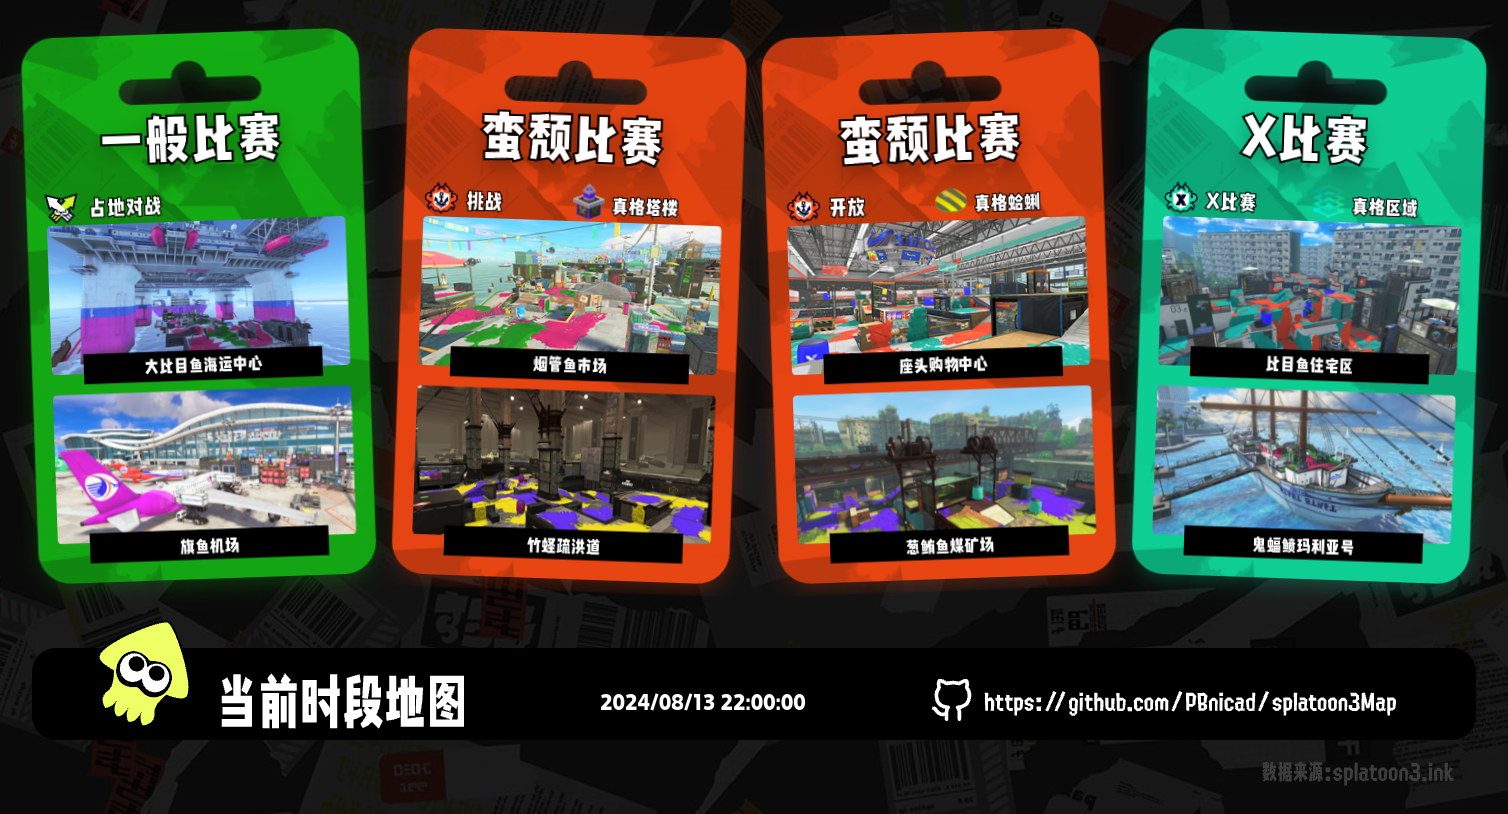 一般比赛
占地对战
大比目鱼海运中心
旗鱼机场
蛮颓比赛
挑战
真格塔楼
烟管鱼市场
竹蛏疏洪道
蛮颓比赛
开放
真格蛤蜊
座头购物中心
葱鲔鱼煤矿场
X比赛
X比赛
真格区域
比目鱼住宅区
鬼蝠鲼玛利亚号
当前时段地图
2024/08/13 22:00:00
https://github.com/PBnicad/splatoon3Map
数据来源:splatoon3.ink